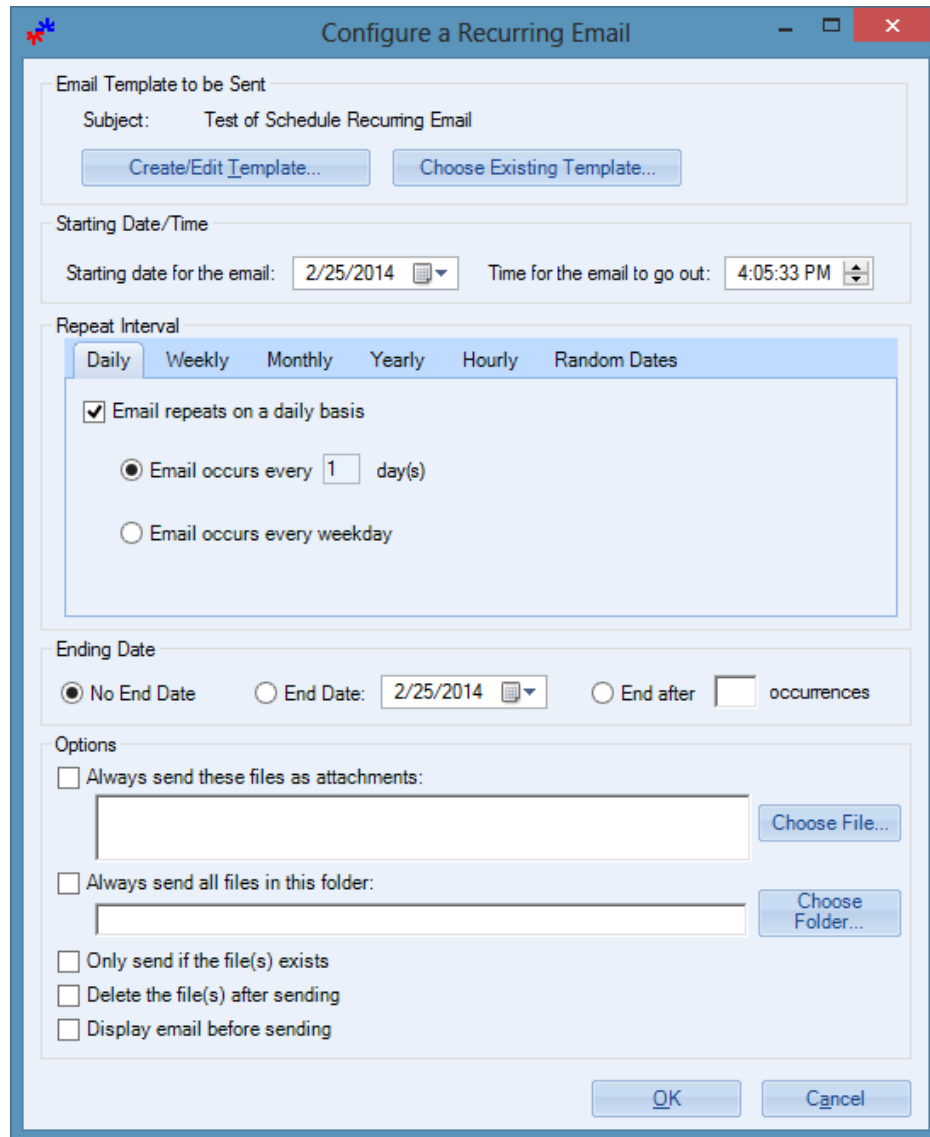 Configure a Recurring Email
Email Template to be Sent
Subject: Test of Schedule Recurring Email
Create/Edit Template... Choose Existing Template...
Starting Date/Time
Starting date for the email: 2/25/2014 Time for the email to go out: 4:05:33 PM
Repeat Interval
Daily Weekly Monthly Yearly Hourly Random Dates
Email repeats on a daily basis
Email occurs every 1 day(s)
Email occurs every weekday
Ending Date
No End Date End Date: 2/25/2014 End after occurrences
Options
Always send these files as attachments:
Choose File...
Always send all files in this folder:
Choose
Folder...
Only send if the file(s) exists
Delete the file(s) after sending
Display email before sending
OK Cancel